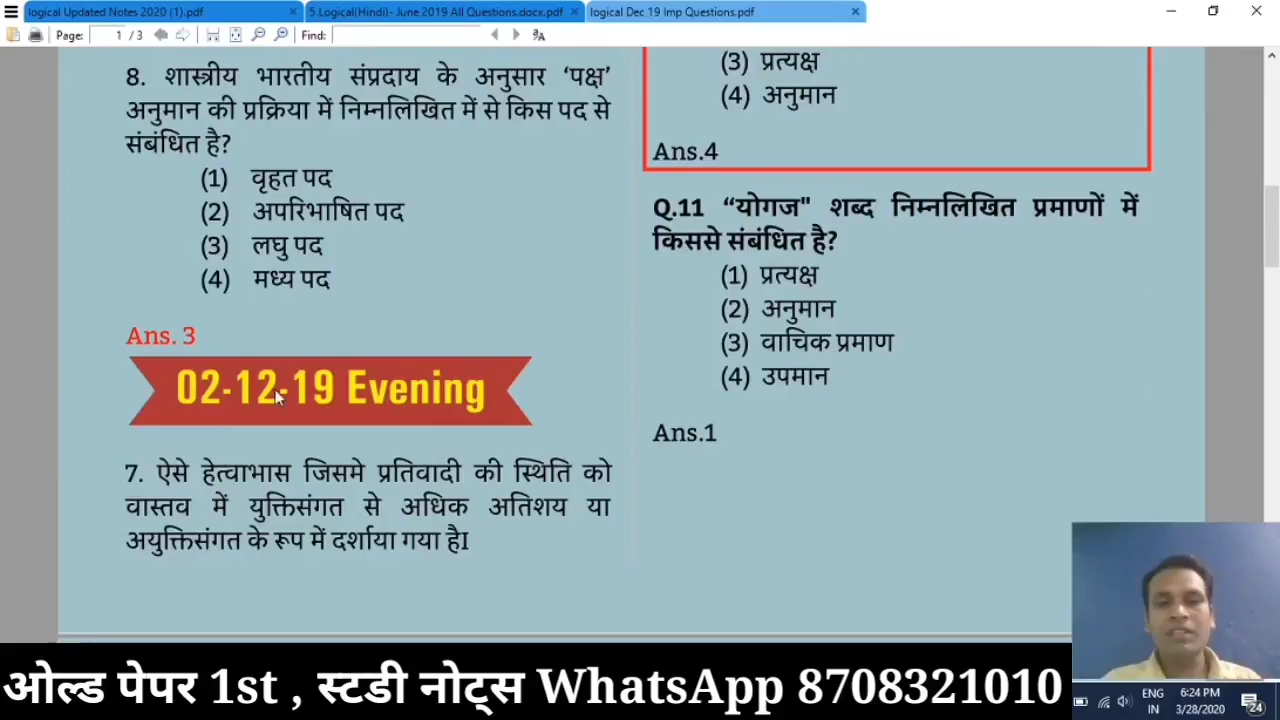 logical Updated Notes 2020 (1).pdf
5.Logical(Hindi)- June 2019 All Questions.docx.pdf
logical Dec 19 Imp Questions.pdf
Page: 1 / 3 Find:
8. शास्त्रीय भारतीय संप्रदाय के अनुसार ‘पक्ष’
अनुमान की प्रक्रिया में निम्नलिखित में से किस पद से
संबंधित है?
(1) वृहत पद
(2) अपरिभाषित पद
(3) लघु पद
(4) मध्य पद
Ans. 3
02-12-19 Evening
7. ऐसे हेत्वाभास जिसमे प्रतिवादी की स्थिति को
वास्तव में युक्तिसंगत से अधिक अतिशय या
अयुक्तिसंगत के रूप में दर्शाया गया हैI
(3) प्रत्यक्ष
(4) अनुमान
Ans.4
Q.11 “योगज" शब्द निम्नलिखित प्रमाणों में
किससे संबंधित है?
(1) प्रत्यक्ष
(2) अनुमान
(3) वाचिक प्रमाण
(4) उपमान
Ans.1
ओल्ड पेपर 1st , स्टडी नोट्स WhatsApp 8708321010
ENG
IN
6:24 PM
3/28/2020
24